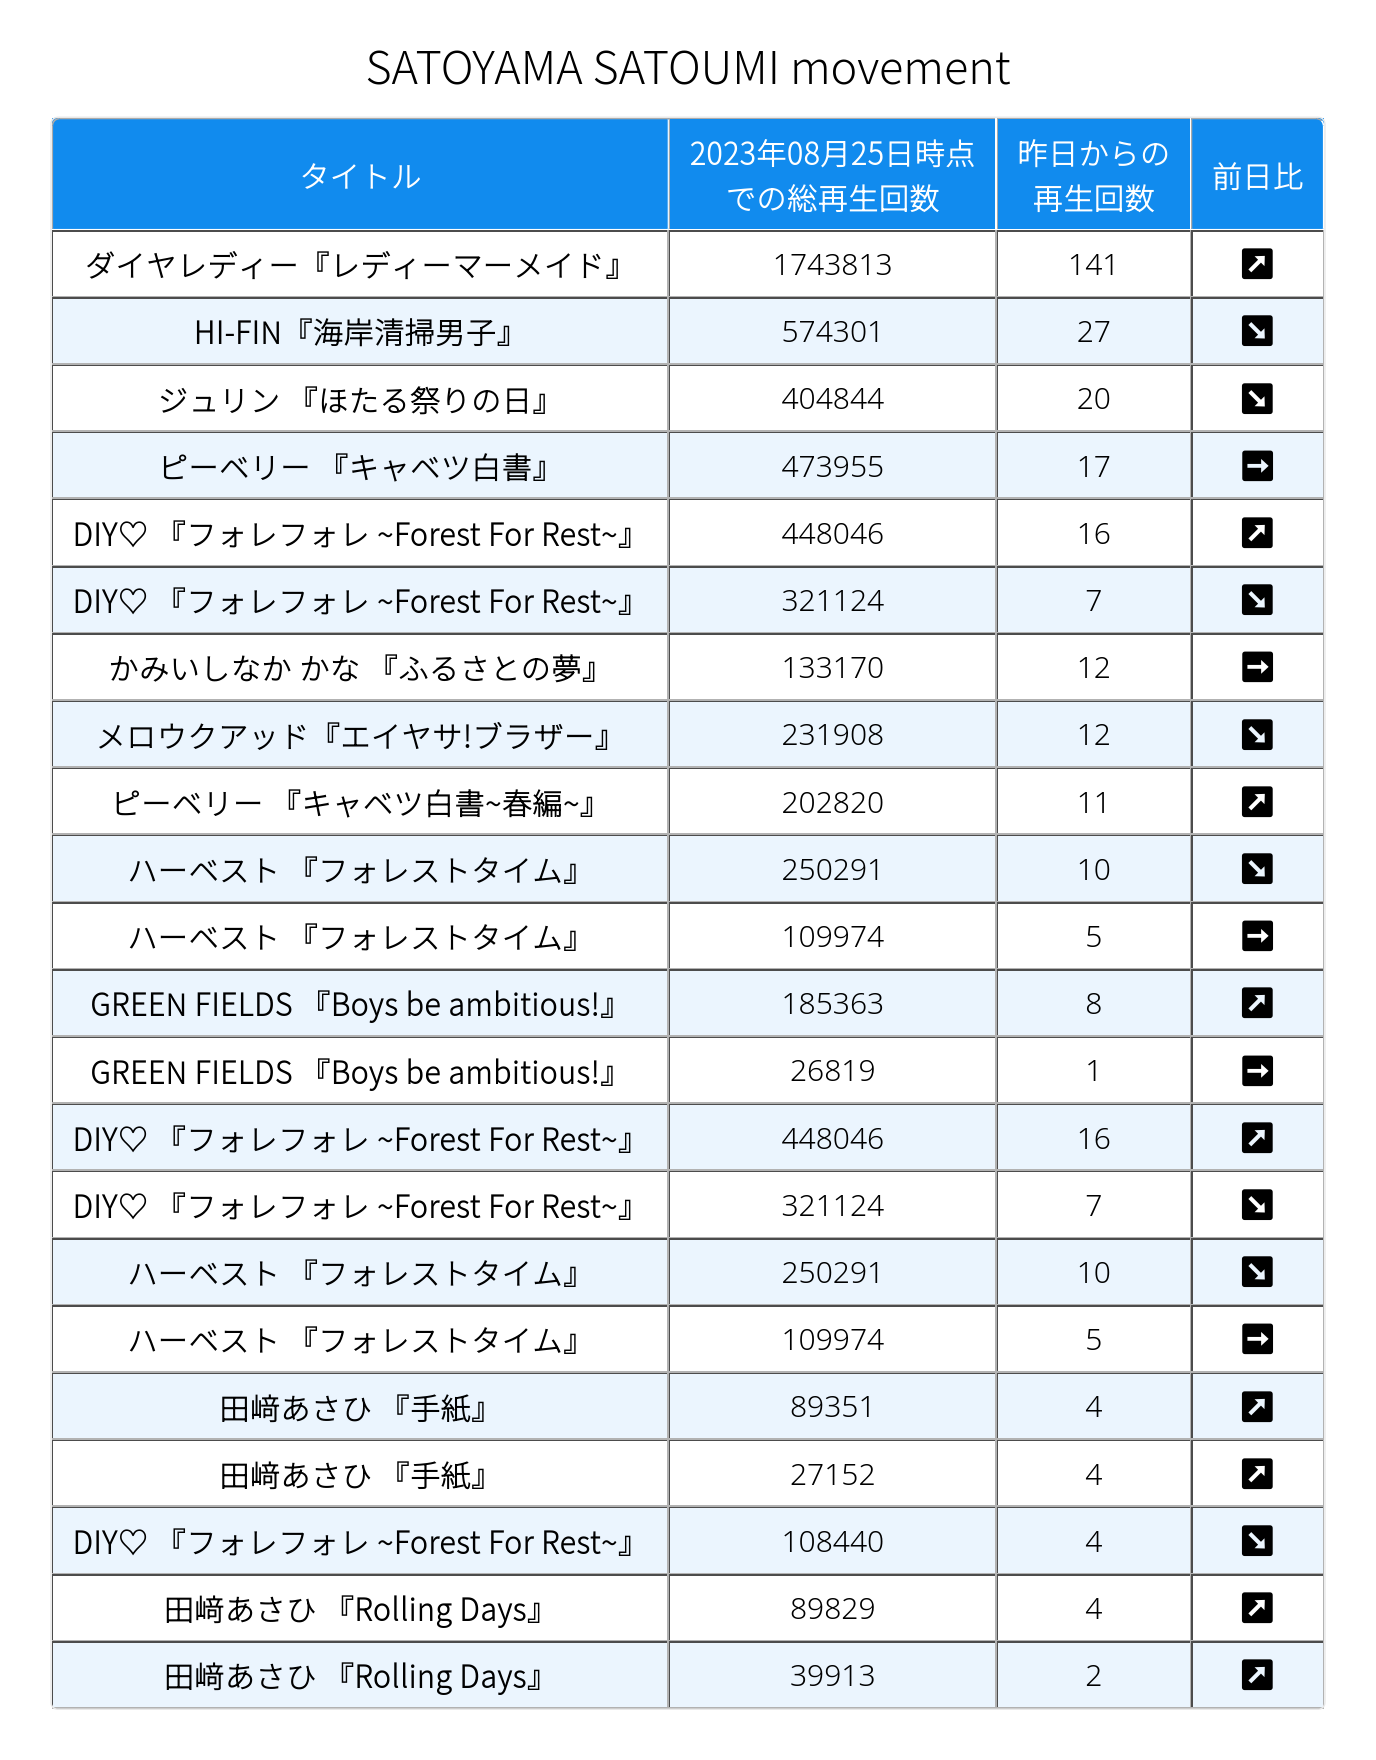 SATOYAMA SATOUMI movement
タイトル 2023年08月25日時点 での総再生回数 昨日からの 再生回数 前日比
ダイヤレディー『レディーマーメイド』 1743813 141 ↗
HI-FIN『海岸清掃男子』 574301 27 ↘
ジュリン 『ほたる祭りの日』 404844 20 ↘
ピーベリー 『キャベツ白書』 473955 17 →
DIY♡ 『フォレフォレ ~Forest For Rest~』 448046 16 ↗
DIY♡ 『フォレフォレ ~Forest For Rest~』 321124 7 ↘
かみいしなか かな 『ふるさとの夢』 133170 12 →
メロウクアッド『エイヤサ!ブラザー』 231908 12 ↘
ピーベリー 『キャベツ白書~春編~』 202820 11 ↗
ハーベスト 『フォレストタイム』 250291 10 ↘
ハーベスト 『フォレストタイム』 109974 5 →
GREEN FIELDS 『Boys be ambitious!』 185363 8 ↗
GREEN FIELDS 『Boys be ambitious!』 26819 1 →
DIY♡ 『フォレフォレ ~Forest For Rest~』 448046 16 ↗
DIY♡ 『フォレフォレ ~Forest For Rest~』 321124 7 ↘
ハーベスト 『フォレストタイム』 250291 10 ↘
ハーベスト 『フォレストタイム』 109974 5 →
田﨑あさひ 『手紙』 89351 4 ↗
田﨑あさひ 『手紙』 27152 4 ↗
DIY♡ 『フォレフォレ ~Forest For Rest~』 108440 4 ↘
田﨑あさひ 『Rolling Days』 89829 4 ↗
田﨑あさひ 『Rolling Days』 39913 2 ↗